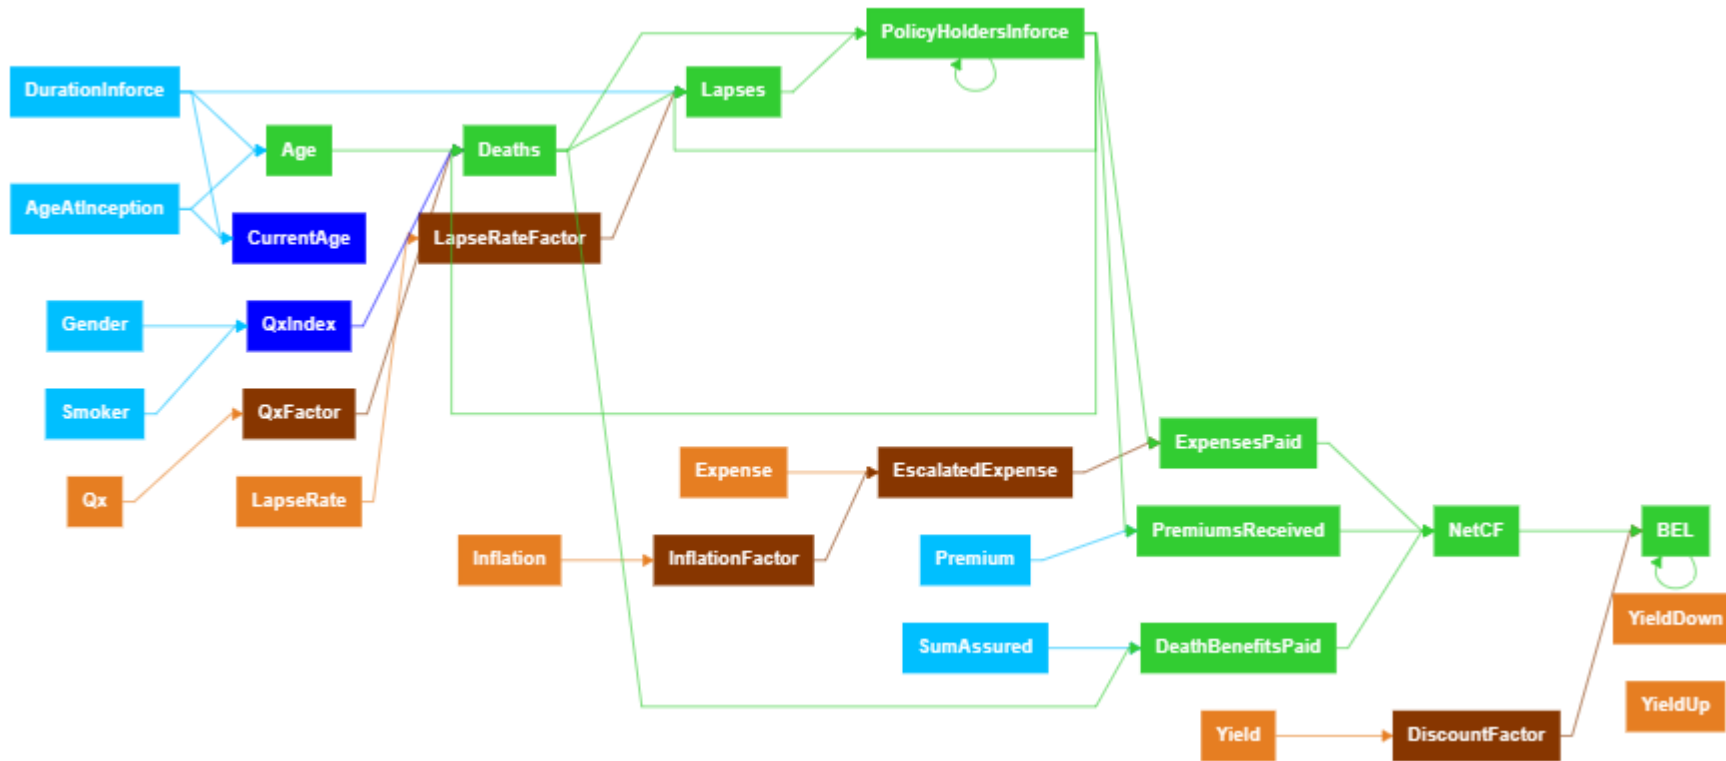 PolicyHoldersInforce
DurationInforce
Lapses
Age
Deaths
AgeAtInception
CurrentAge
LapseRateFactor
Gender
QxIndex
Smoker
QxFactor
ExpensesPaid
Qx
LapseRate
Expense
EscalatedExpense
PremiumsReceived
NetCF
BEL
Inflation
InflationFactor
Premium
YieldDown
SumAssured
DeathBenefitsPaid
YieldUp
Yield
DiscountFactor